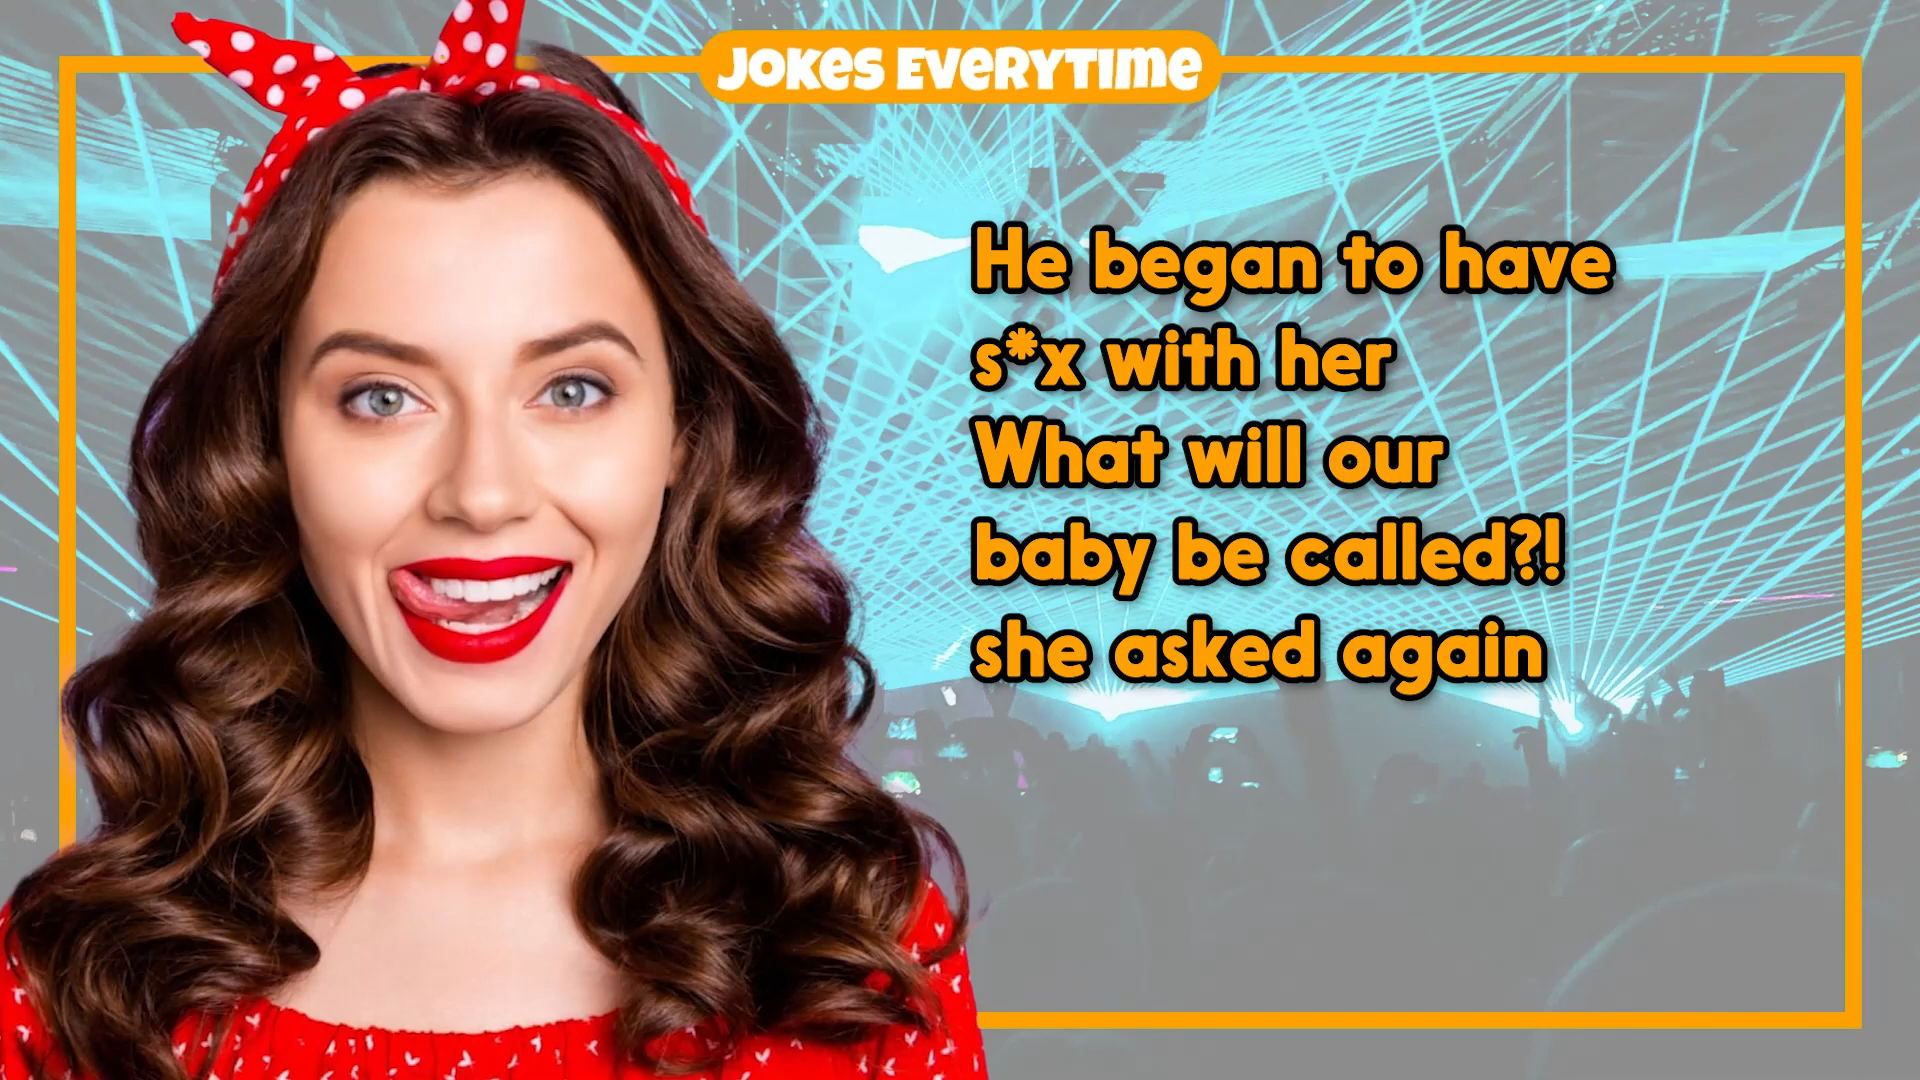 JOKES EVERYTIME
He began to have
s*x with her
What will our
baby be called?!
she asked again